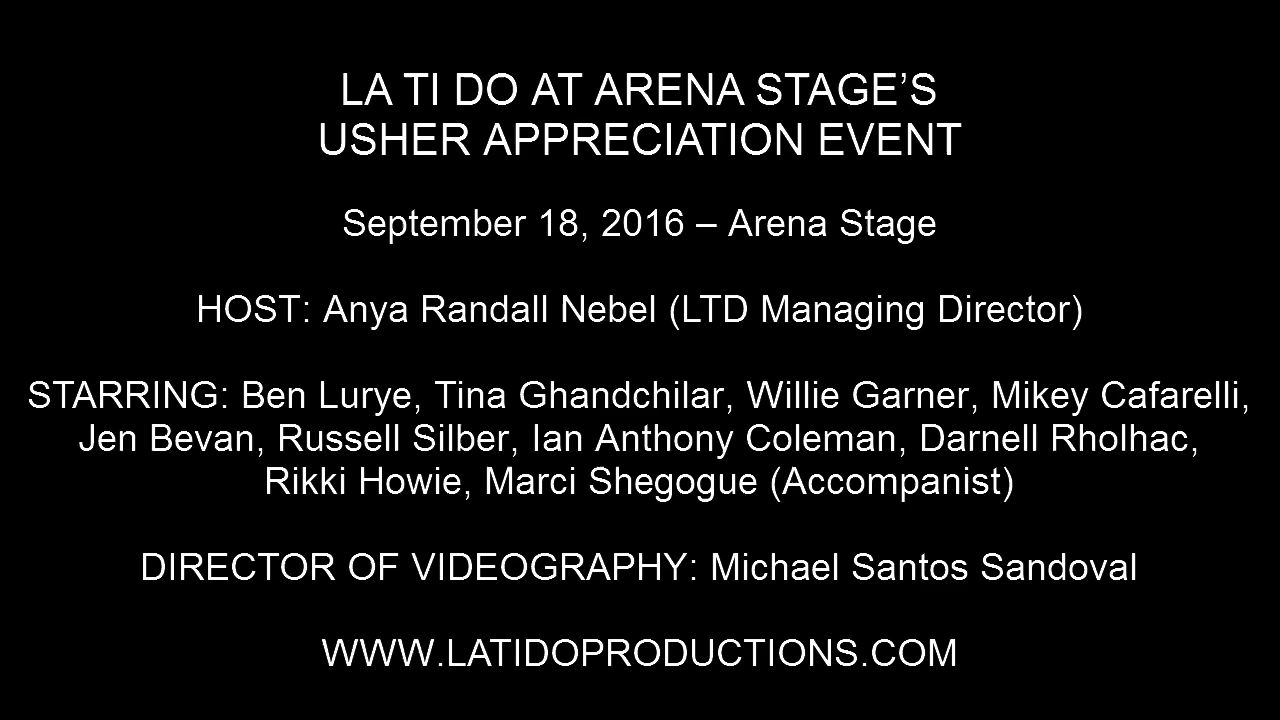 LA TI DO AT ARENA STAGE’S
USHER APPRECIATION EVENT
September 18, 2016 – Arena Stage
HOST: Anya Randall Nebel (LTD Managing Director)
STARRING: Ben Lurye, Tina Ghandchilar, Willie Garner, Mikey Cafarelli,
Jen Bevan, Russell Silber, Ian Anthony Coleman, Darnell Rholhac,
Rikki Howie, Marci Shegogue (Accompanist)
DIRECTOR OF VIDEOGRAPHY: Michael Santos Sandoval
WWW.LATIDOPRODUCTIONS.COM